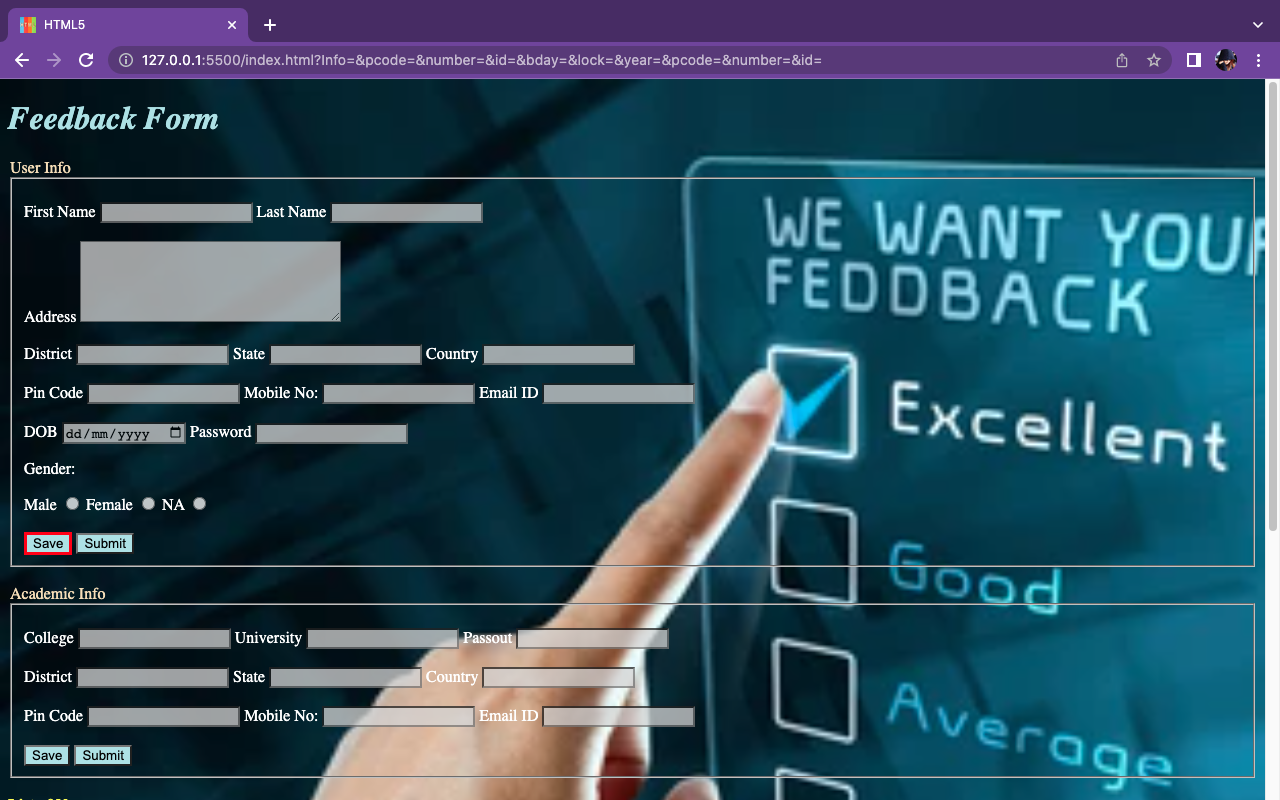 HTML5
127.0.0.1:5500/index.html?Info=&pcode=&number=&id=&bday=&lock=&year=&pcode=&number=&id=
Feedback Form
User Info
First Name Last Name
Address
District State Country
Pin Code Mobile No: Email ID
DOB dd/mm/yyyy Password
Gender:
Male Female NA
Save Submit
WE WANT YOUR
FEDDBACK
Excellent
Good
Average
Academic Info
College University Passout
District State Country
Pin Code Mobile No: Email ID
Save Submit